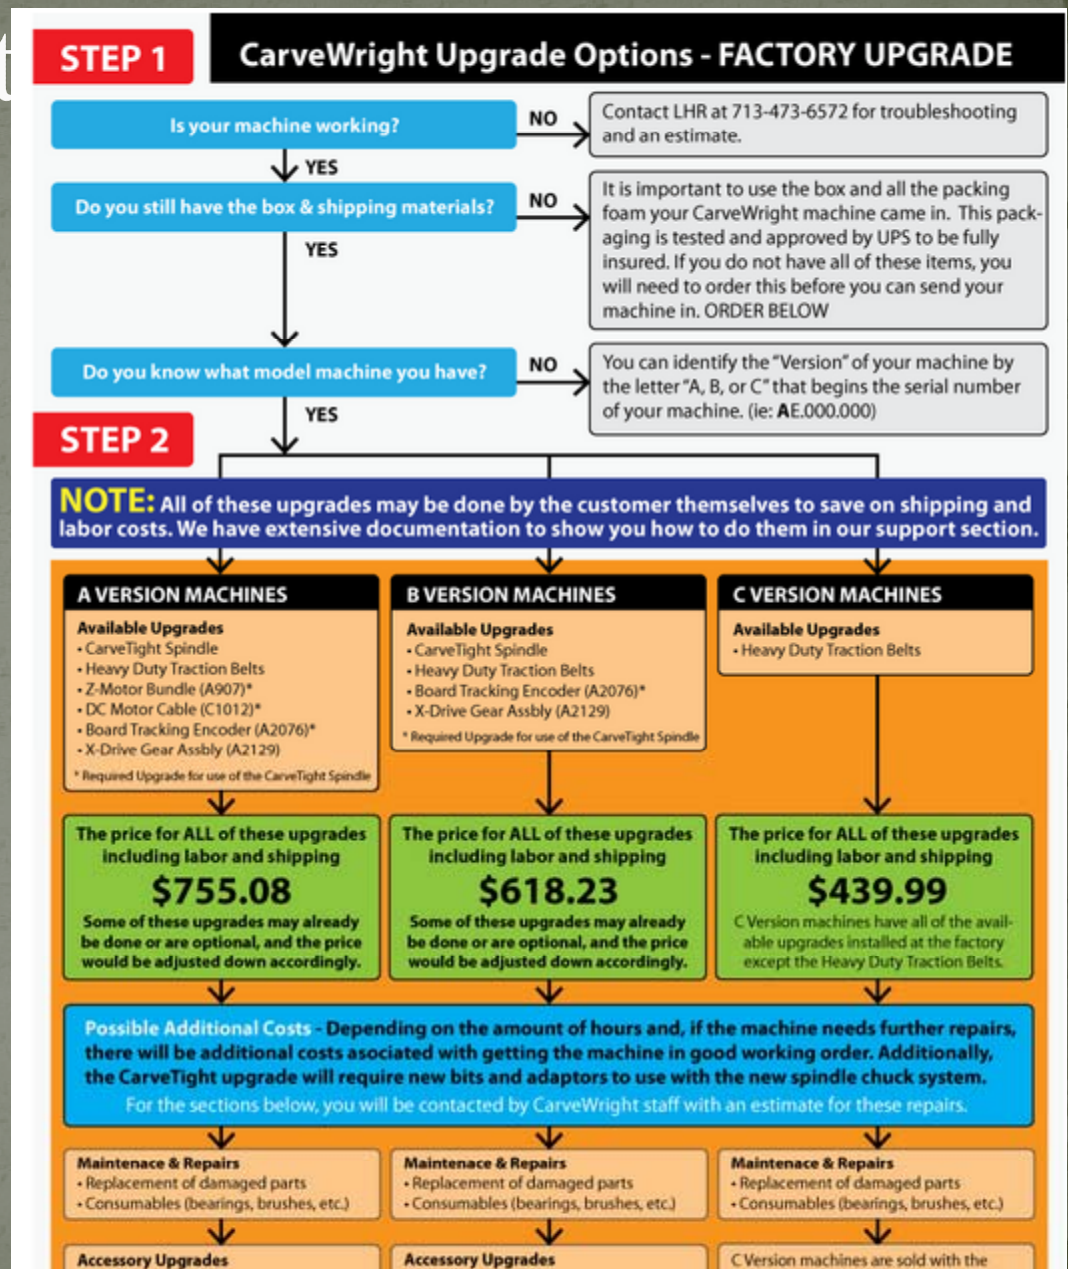 t
STEP 1
CarveWright Upgrade Options - FACTORY UPGRADE
Is your machine working?
NO
Contact LHR at 713-473-6572 for troubleshooting
and an estimate.
YES
Do you still have the box & shipping materials?
NO
It is important to use the box and all the packing
foam your CarveWright machine came in. This pack-
aging is tested and approved by UPS to be fully
insured. If you do not have all of these items, you
will need to order this before you can send your
machine in. ORDER BELOW
YES
Do you know what model machine you have?
NO
You can identify the "Version" of your machine by
the letter "A, B, or C" that begins the serial number
of your machine. (ie: AE.000.000)
YES
STEP 2
NOTE: All of these upgrades may be done by the customer themselves to save on shipping and
labor costs. We have extensive documentation to show you how to do them in our support section.
A VERSION MACHINES
Available Upgrades
• CarveTight Spindle
• Heavy Duty Traction Belts
• Z-Motor Bundle (A907)*
• DC Motor Cable (C1012)*
• Board Tracking Encoder (A2076)*
• X-Drive Gear Assbly (A2129)
* Required Upgrade for use of the CarveTight Spindle
B VERSION MACHINES
Available Upgrades
• CarveTight Spindle
• Heavy Duty Traction Belts
• Board Tracking Encoder (A2076)*
• X-Drive Gear Assbly (A2129)
* Required Upgrade for use of the CarveTight Spindle
C VERSION MACHINES
Available Upgrades
• Heavy Duty Traction Belts
The price for ALL of these upgrades
including labor and shipping
$755.08
Some of these upgrades may already
be done or are optional, and the price
would be adjusted down accordingly.
The price for ALL of these upgrades
including labor and shipping
$618.23
Some of these upgrades may already
be done or are optional, and the price
would be adjusted down accordingly.
The price for ALL of these upgrades
including labor and shipping
$439.99
C Version machines have all of the avail-
able upgrades installed at the factory
except the Heavy Duty Traction Belts.
Possible Additional Costs - Depending on the amount of hours and, if the machine needs further repairs,
there will be additional costs asociated with getting the machine in good working order. Additionally,
the CarveTight upgrade will require new bits and adaptors to use with the new spindle chuck system.
For the sections below, you will be contacted by CarveWright staff with an estimate for these repairs.
Maintenace & Repairs
• Replacement of damaged parts
• Consumables (bearings, brushes, etc.)
Maintenace & Repairs
• Replacement of damaged parts
• Consumables (bearings, brushes, etc.)
Maintenace & Repairs
• Replacement of damaged parts
• Consumables (bearings, brushes, etc.)
Accessory Upgrades
Accessory Upgrades
C Version machines are sold with the